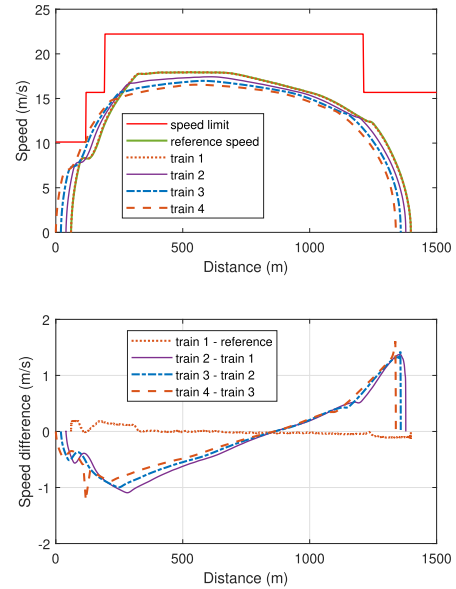 25
20
15
10
5
0
Speed (m/s)
speed limit
reference speed
train 1
train 2
train 3
train 4
0
500
1000
1500
Distance (m)
2
1
0
-1
-2
Speed difference (m/s)
train 1 - reference
train 2 - train 1
train 3 - train 2
train 4 - train 3
0
500
1000
1500
Distance (m)